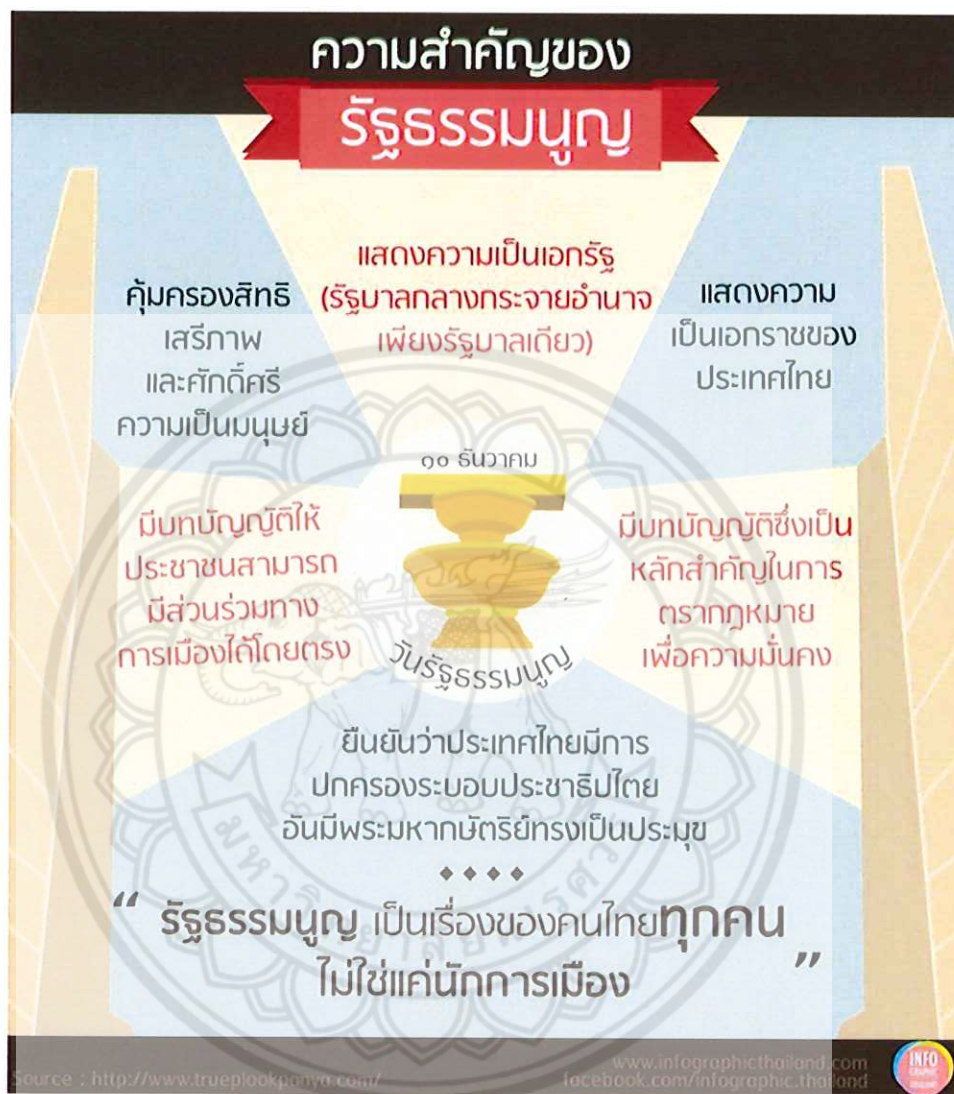 ความสำคัญของ
รัฐธรรมนูญ
แสดงความเป็นเอกรัฐ
(รัฐบาลกลางกระจายอำนาจ
เพียงรัฐบาลเดียว)
คุ้มครองสิทธิ
เสรีภาพ
และศักดิ์ศรี
ความเป็นมนุษย์
แสดงความ
เป็นเอกราชของ
ประเทศไทย
๑๐ ธันวาคม
วันรัฐธรรมนูญ
มีบทบัญญัติให้
ประชาชนสามารถ
มีส่วนร่วมทาง
การเมืองได้โดยตรง
มีบทบัญญัติซึ่งเป็น
หลักสำคัญในการ
ตรากฎหมาย
เพื่อความมั่นคง
ยืนยันว่าประเทศไทยมีการ
ปกครองระบอบประชาธิปไตย
อันมีพระมหากษัตริย์ทรงเป็นประมุข
“ รัฐธรรมนูญ เป็นเรื่องของคนไทยทุกคน
ไม่ใช่แค่นักการเมือง ”
มหาวิทยาลัยนเรศวร
Source : http://www.trueplookpanya.com/
www.infographicthailand.com
facebook.com/infographic.thailand
INFO
GRAPHIC
THAILAND